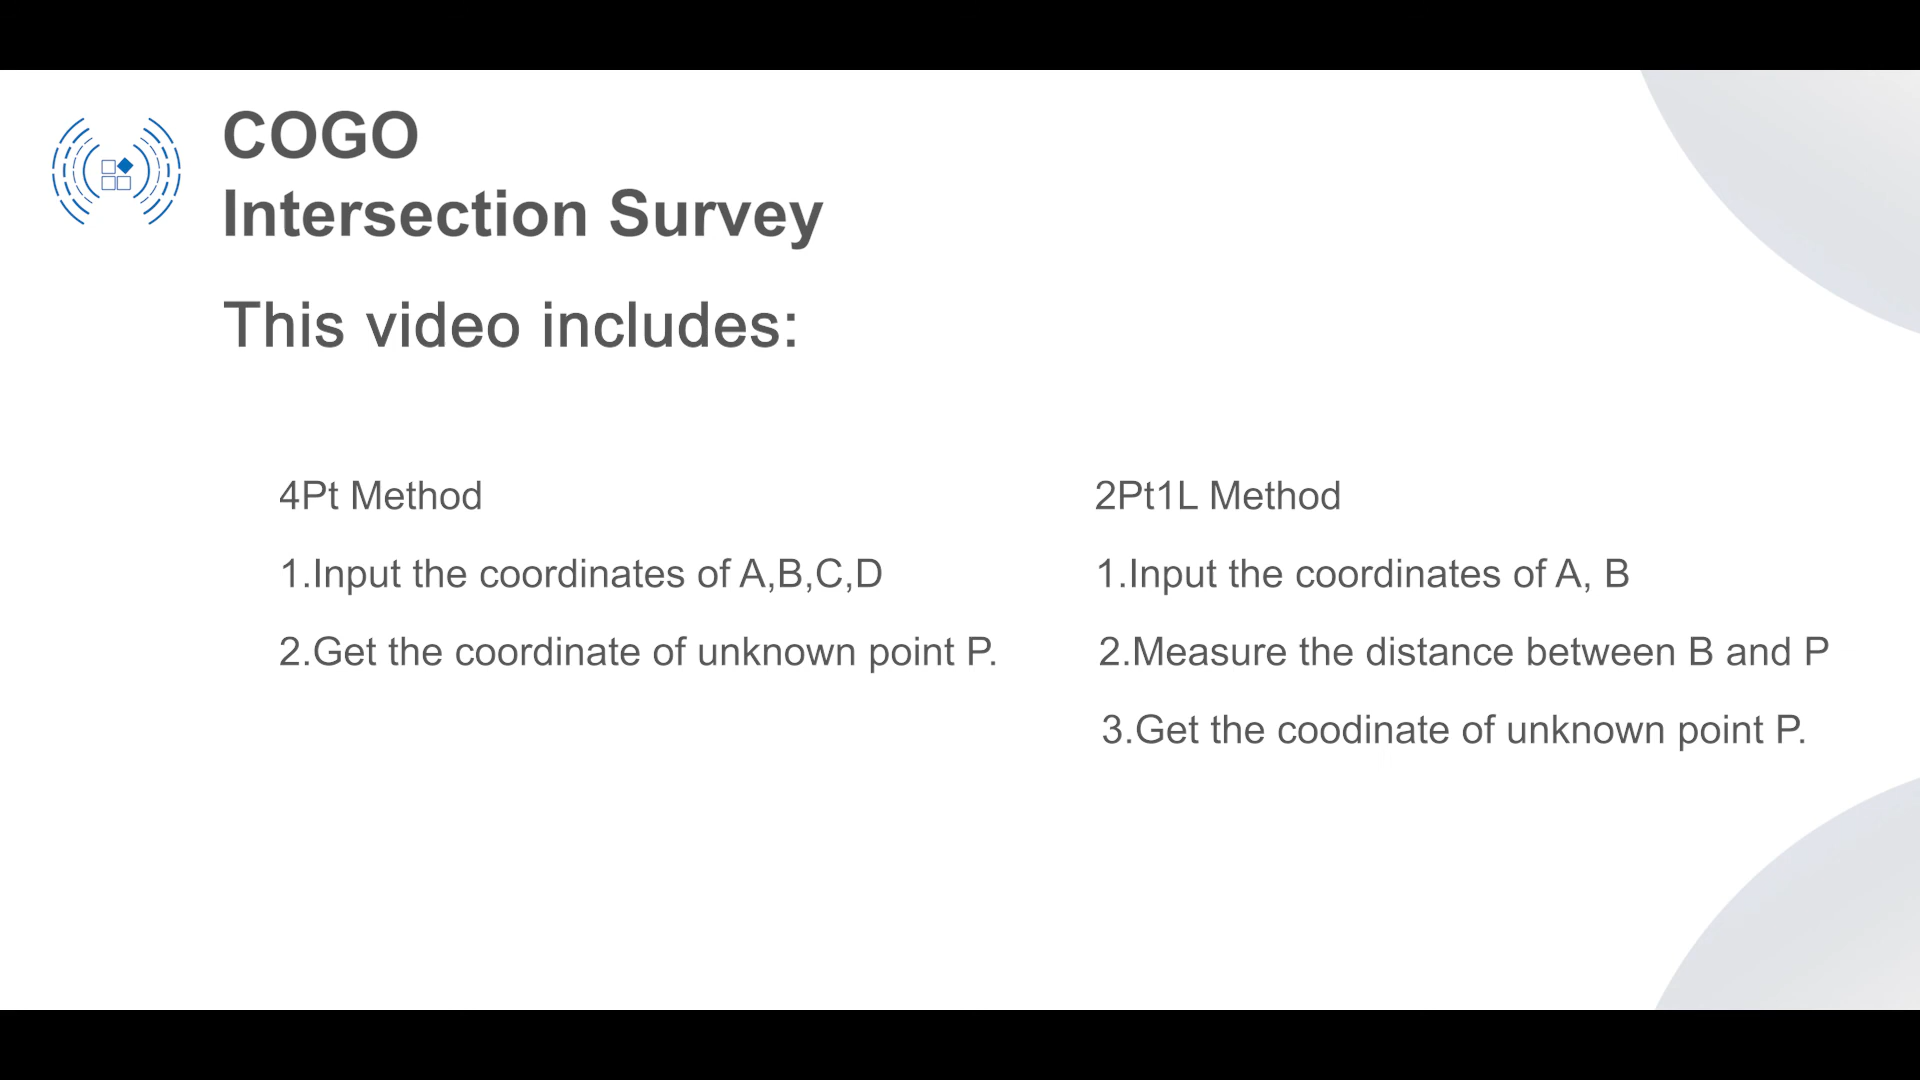 COGO
Intersection Survey
This video includes:
4Pt Method
1.Input the coordinates of A,B,C,D
2.Get the coordinate of unknown point P.
2Pt1L Method
1.Input the coordinates of A, B
2.Measure the distance between B and P
3.Get the coodinate of unknown point P.